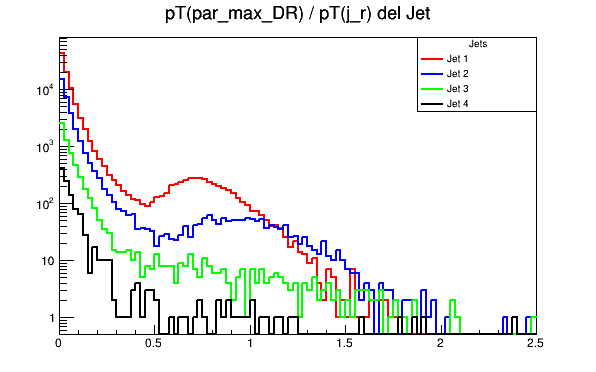 pT(par_max_DR) / pT(j_r) del Jet
Jets
Jet 1
Jet 2
Jet 3
Jet 4
10^4
10^3
10^2
10
1
0 0.5 1 1.5 2 2.5